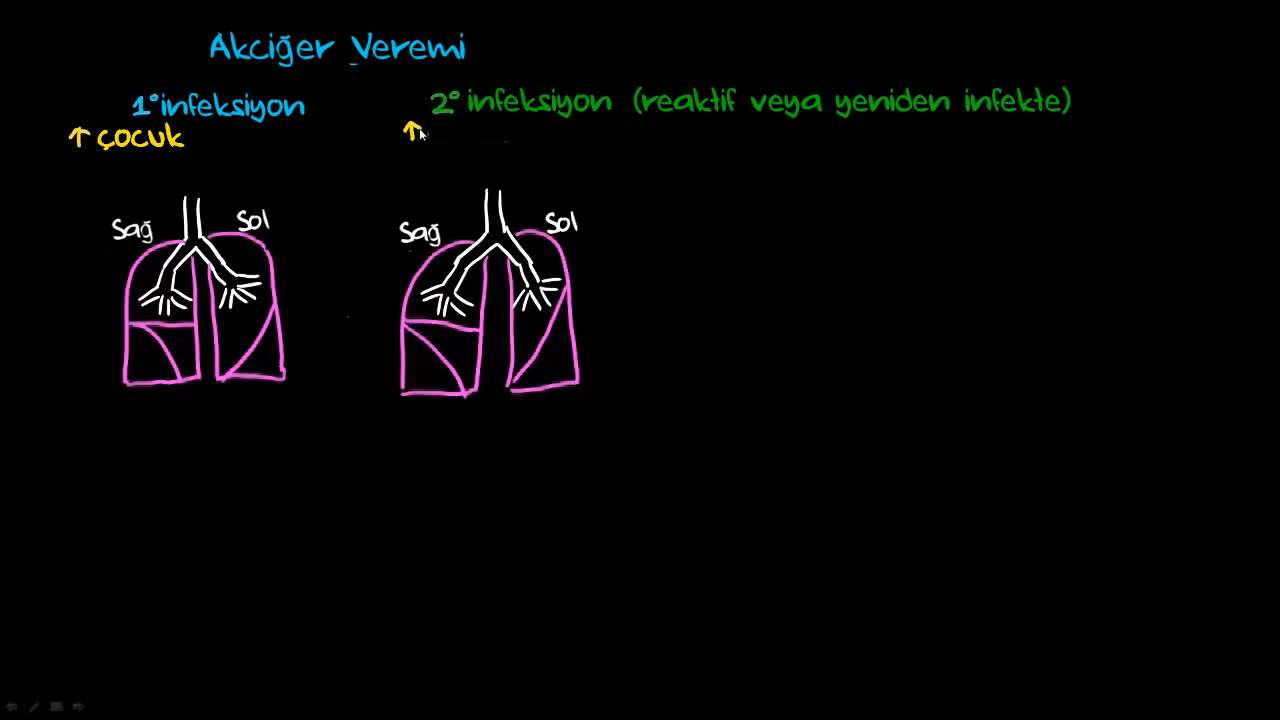 Akciğer Veremi
1° infeksiyon
2° infeksiyon (reaktif veya yeniden infekte)
↑ çocuk
↑
Sağ
Sol
Sağ
Sol